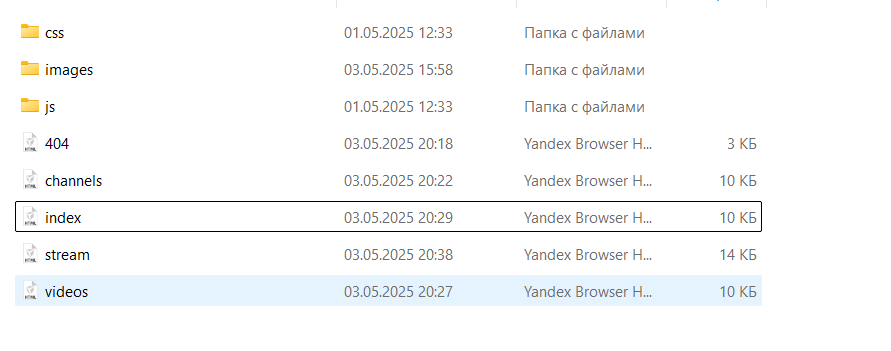 css 01.05.2025 12:33 Папка с файлами
images 03.05.2025 15:58 Папка с файлами
js 01.05.2025 12:33 Папка с файлами
404 03.05.2025 20:18 Yandex Browser H... 3 КБ
channels 03.05.2025 20:22 Yandex Browser H... 10 КБ
index 03.05.2025 20:29 Yandex Browser H... 10 КБ
stream 03.05.2025 20:38 Yandex Browser H... 14 КБ
videos 03.05.2025 20:27 Yandex Browser H... 10 КБ